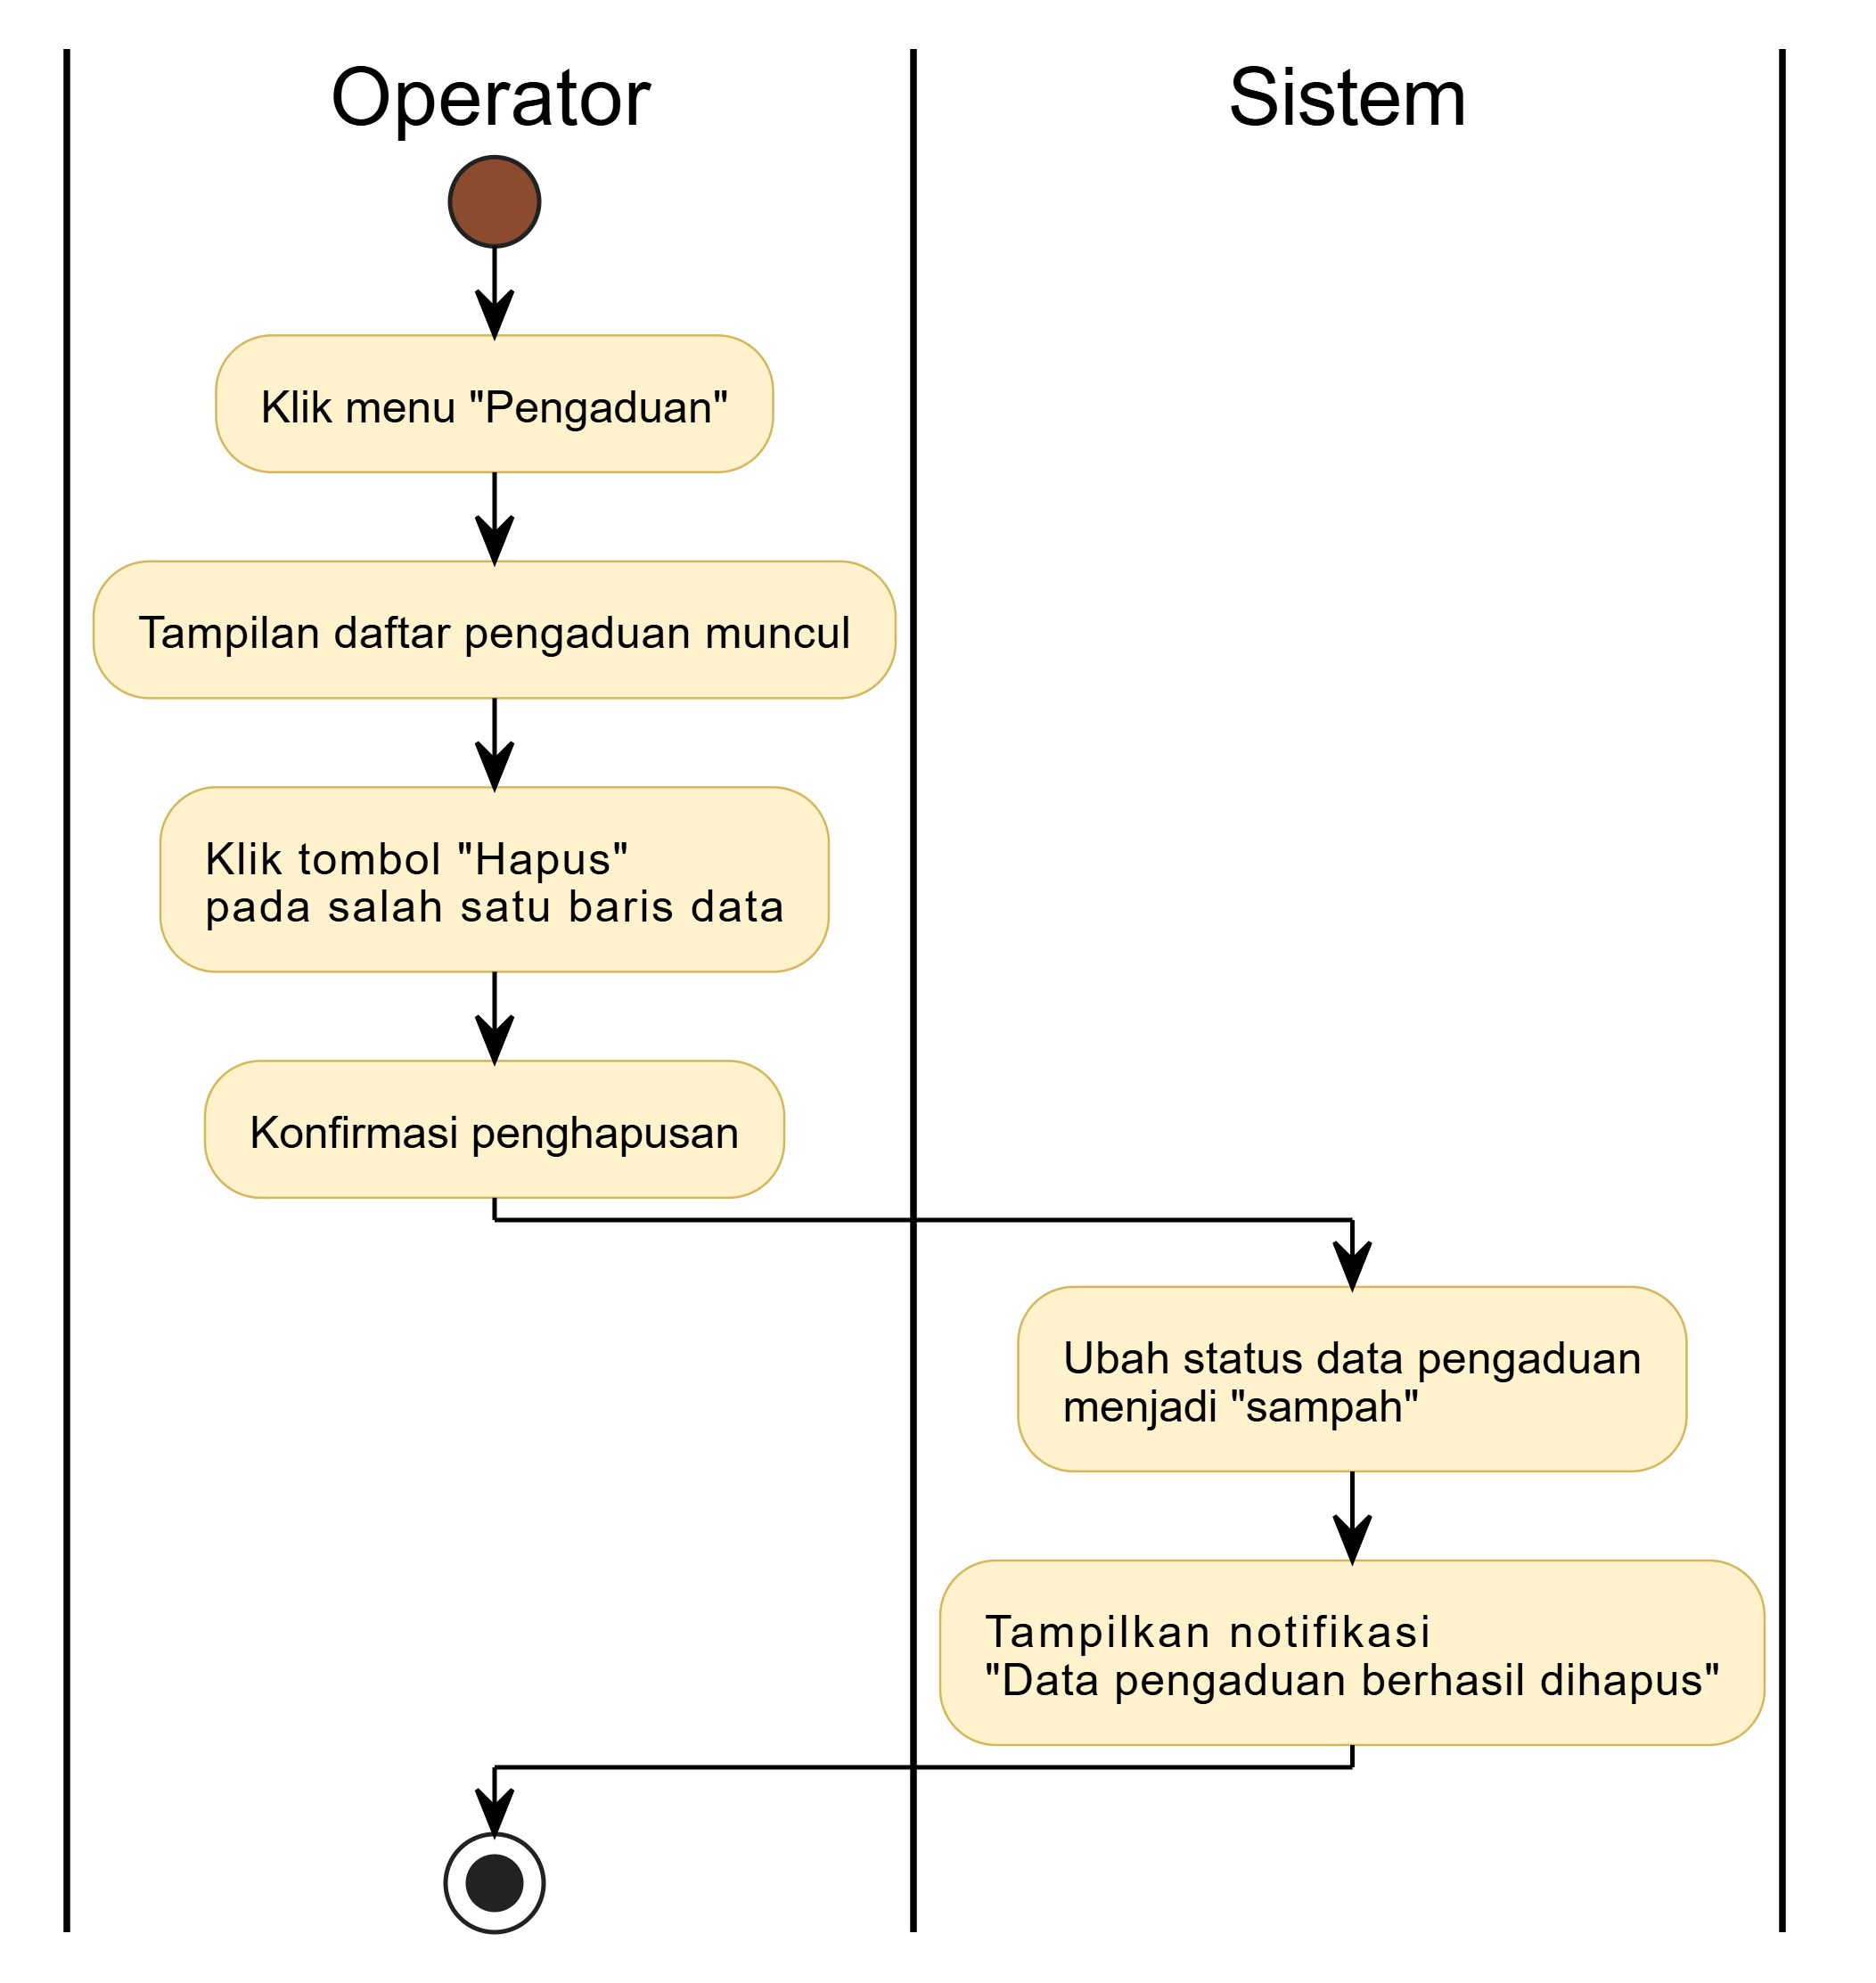 Operator
Sistem
Klik menu "Pengaduan"
Tampilan daftar pengaduan muncul
Klik tombol "Hapus"
pada salah satu baris data
Konfirmasi penghapusan
Ubah status data pengaduan
menjadi "sampah"
Tampilkan notifikasi
"Data pengaduan berhasil dihapus"